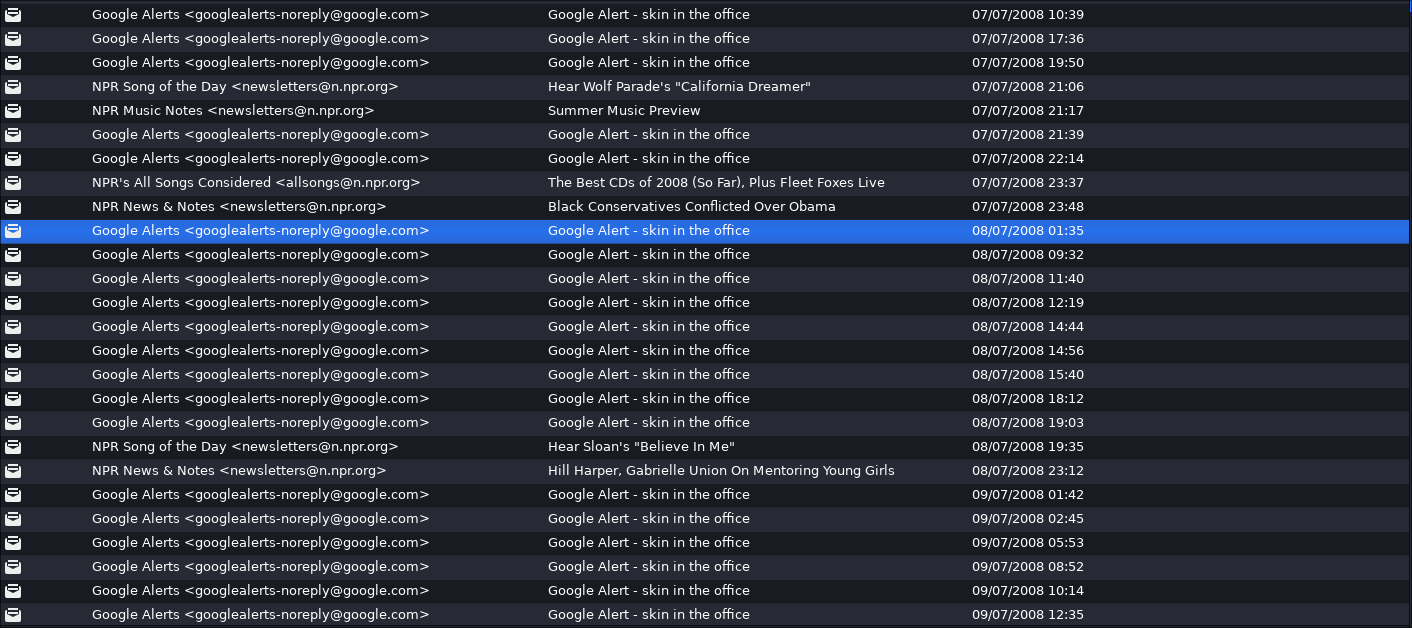 Google Alerts <googlealerts-noreply@google.com> Google Alert - skin in the office 07/07/2008 10:39
Google Alerts <googlealerts-noreply@google.com> Google Alert - skin in the office 07/07/2008 17:36
Google Alerts <googlealerts-noreply@google.com> Google Alert - skin in the office 07/07/2008 19:50
NPR Song of the Day <newsletters@n.npr.org> Hear Wolf Parade's "California Dreamer" 07/07/2008 21:06
NPR Music Notes <newsletters@n.npr.org> Summer Music Preview 07/07/2008 21:17
Google Alerts <googlealerts-noreply@google.com> Google Alert - skin in the office 07/07/2008 21:39
Google Alerts <googlealerts-noreply@google.com> Google Alert - skin in the office 07/07/2008 22:14
NPR's All Songs Considered <allsongs@n.npr.org> The Best CDs of 2008 (So Far), Plus Fleet Foxes Live 07/07/2008 23:37
NPR News & Notes <newsletters@n.npr.org> Black Conservatives Conflicted Over Obama 07/07/2008 23:48
Google Alerts <googlealerts-noreply@google.com> Google Alert - skin in the office 08/07/2008 01:35
Google Alerts <googlealerts-noreply@google.com> Google Alert - skin in the office 08/07/2008 09:32
Google Alerts <googlealerts-noreply@google.com> Google Alert - skin in the office 08/07/2008 11:40
Google Alerts <googlealerts-noreply@google.com> Google Alert - skin in the office 08/07/2008 12:19
Google Alerts <googlealerts-noreply@google.com> Google Alert - skin in the office 08/07/2008 14:44
Google Alerts <googlealerts-noreply@google.com> Google Alert - skin in the office 08/07/2008 14:56
Google Alerts <googlealerts-noreply@google.com> Google Alert - skin in the office 08/07/2008 15:40
Google Alerts <googlealerts-noreply@google.com> Google Alert - skin in the office 08/07/2008 18:12
Google Alerts <googlealerts-noreply@google.com> Google Alert - skin in the office 08/07/2008 19:03
NPR Song of the Day <newsletters@n.npr.org> Hear Sloan's "Believe In Me" 08/07/2008 19:35
NPR News & Notes <newsletters@n.npr.org> Hill Harper, Gabrielle Union On Mentoring Young Girls 08/07/2008 23:12
Google Alerts <googlealerts-noreply@google.com> Google Alert - skin in the office 09/07/2008 01:42
Google Alerts <googlealerts-noreply@google.com> Google Alert - skin in the office 09/07/2008 02:45
Google Alerts <googlealerts-noreply@google.com> Google Alert - skin in the office 09/07/2008 05:53
Google Alerts <googlealerts-noreply@google.com> Google Alert - skin in the office 09/07/2008 08:52
Google Alerts <googlealerts-noreply@google.com> Google Alert - skin in the office 09/07/2008 10:14
Google Alerts <googlealerts-noreply@google.com> Google Alert - skin in the office 09/07/2008 12:35